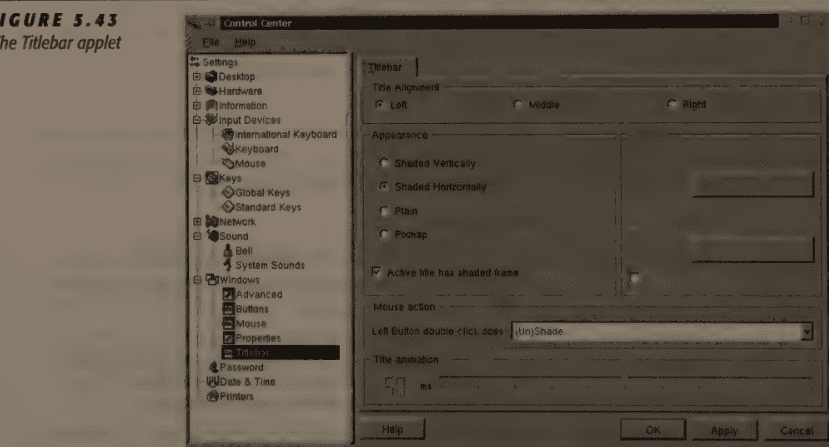 IGURE 5.43
he Titlebar applet
Control Center
File Help
Settings
Desktop
Hardware
Information
Input Devices
International Keyboard
Keyboard
Mouse
Keys
Global Keys
Standard Keys
Network
Sound
Bell
System Sounds
Windows
Advanced
Buttons
Mouse
Properties
Titlebar
Password
Date & Time
Printers
Titlebar
Title Alignment
Left Middle Right
Appearance
Shaded Vertically
Shaded Horizontally
Plain
Pixmap
Active title has shaded frame
Mouse action
Left Button double click does (Un)Shade
Title animation
50 ms
Help OK Apply Cancel